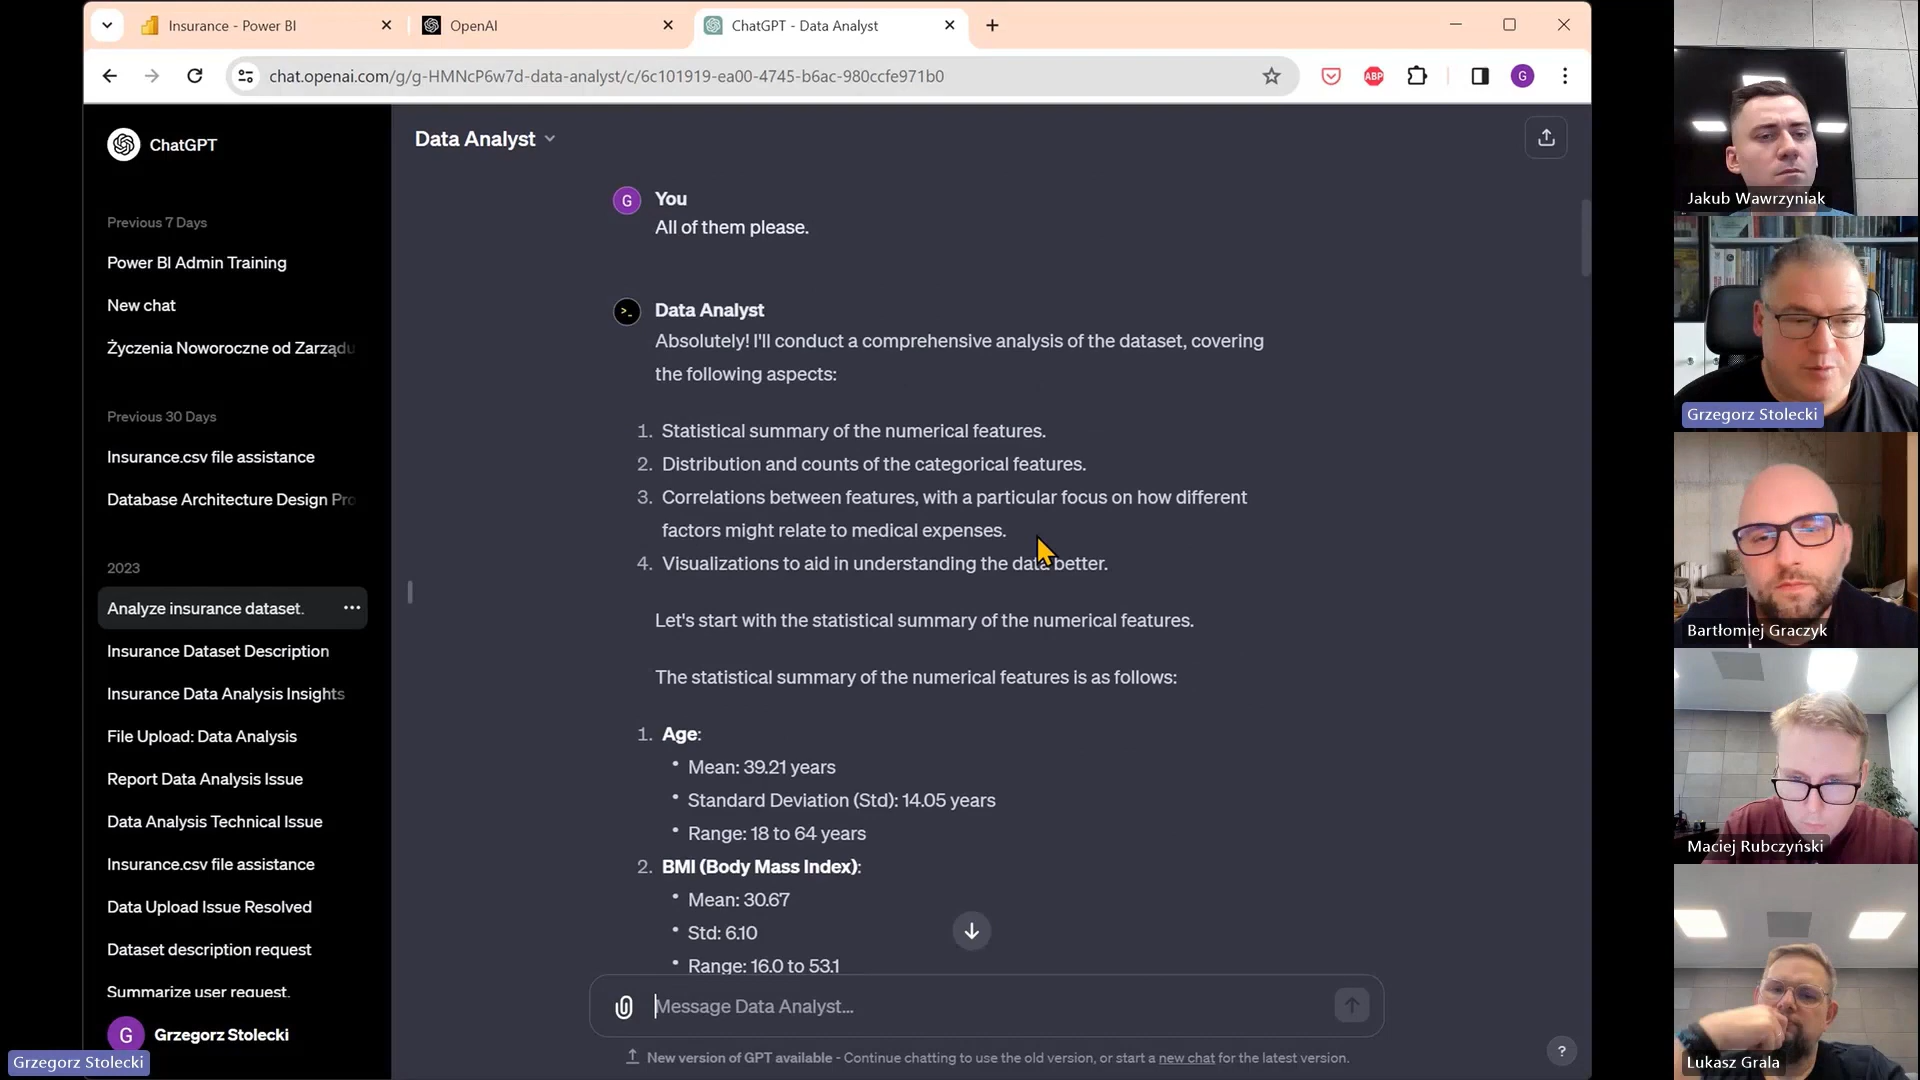 Insurance - Power BI
OpenAI
ChatGPT - Data Analyst
chat.openai.com/g/g-HMNcP6w7d-data-analyst/c/6c101919-ea00-4745-b6ac-980ccfe971b0
ABP
G
ChatGPT
Previous 7 Days
Power BI Admin Training
New chat
Życzenia Noworoczne od Zarządu
Previous 30 Days
Insurance.csv file assistance
Database Architecture Design Pro
2023
Analyze insurance dataset.
Insurance Dataset Description
Insurance Data Analysis Insights
File Upload: Data Analysis
Report Data Analysis Issue
Data Analysis Technical Issue
Insurance.csv file assistance
Data Upload Issue Resolved
Dataset description request
Summarize user request.
G
Grzegorz Stolecki
Grzegorz Stolecki
Data Analyst
G
You
All of them please.
Data Analyst
Absolutely! I'll conduct a comprehensive analysis of the dataset, covering
the following aspects:
1. Statistical summary of the numerical features.
2. Distribution and counts of the categorical features.
3. Correlations between features, with a particular focus on how different
factors might relate to medical expenses.
4. Visualizations to aid in understanding the data better.
Let's start with the statistical summary of the numerical features.
The statistical summary of the numerical features is as follows:
1. Age:
• Mean: 39.21 years
• Standard Deviation (Std): 14.05 years
• Range: 18 to 64 years
2. BMI (Body Mass Index):
• Mean: 30.67
• Std: 6.10
• Range: 16.0 to 53.1
Message Data Analyst...
New version of GPT available - Continue chatting to use the old version, or start a new chat for the latest version.
?
Jakub Wawrzyniak
Grzegorz Stolecki
Bartłomiej Graczyk
Maciej Rubczyński
Lukasz Grala